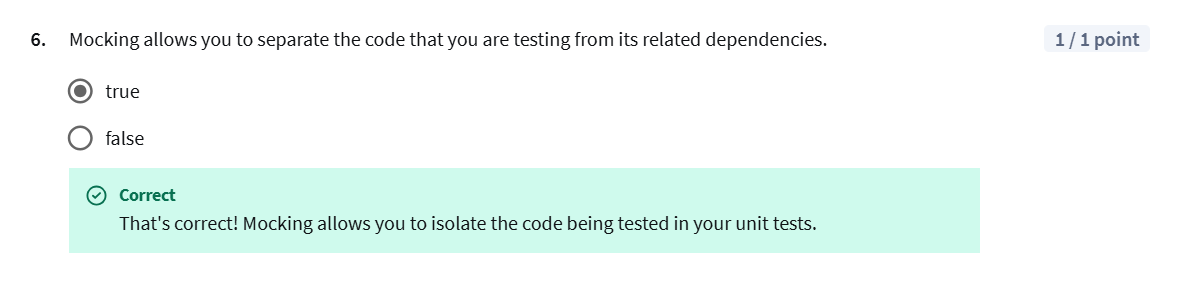 6. Mocking allows you to separate the code that you are testing from its related dependencies.
1 / 1 point
true
false
Correct
That's correct! Mocking allows you to isolate the code being tested in your unit tests.